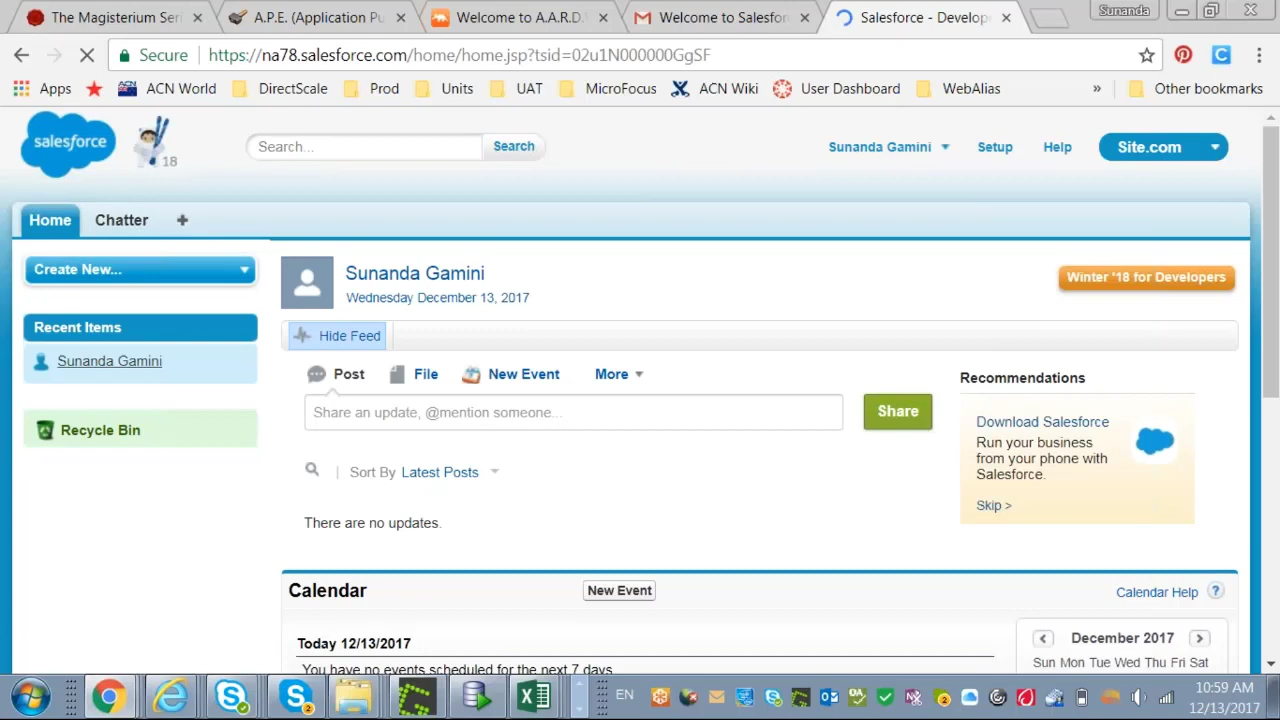 The Magisterium Seri
A.P.E. (Application Pu
Welcome to A.A.R.D.
Welcome to Salesfor
Salesforce - Develop
Sunanda
Secure
https://na78.salesforce.com/home/home.jsp?tsid=02u1N000000GgSF
Apps
ACN World
DirectScale
Prod
Units
UAT
MicroFocus
ACN Wiki
User Dashboard
WebAlias
»
Other bookmarks
salesforce
18
Search...
Search
Sunanda Gamini
Setup
Help
Site.com
Home
Chatter
+
Create New...
Recent Items
Sunanda Gamini
Recycle Bin
Sunanda Gamini
Wednesday December 13, 2017
Winter '18 for Developers
Hide Feed
Post
File
New Event
More
Share an update, @mention someone...
Share
Sort By Latest Posts
There are no updates.
Recommendations
Download Salesforce
Run your business
from your phone with
Salesforce.
Skip >
Calendar
New Event
Calendar Help
?
Today 12/13/2017
You have no events scheduled for the next 7 days
December 2017
Sun Mon Tue Wed Thu Fri Sat
EN
10:59 AM
12/13/2017